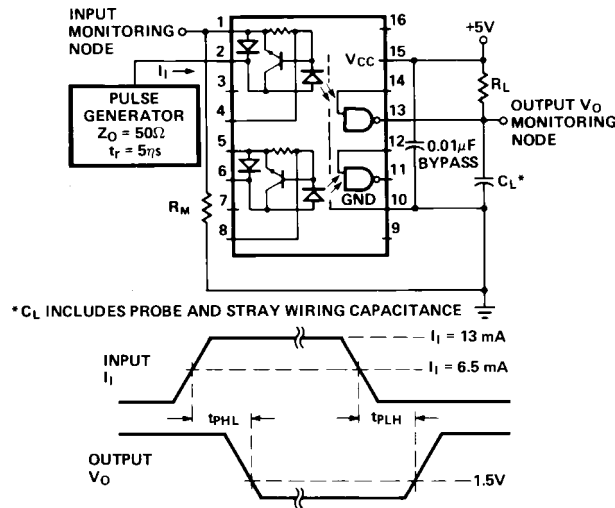 INPUT
MONITORING
NODE
I_I →
PULSE
GENERATOR
Z_O = 50Ω
t_r = 5ηs
R_M
1
2
3
4
5
6
7
8
16
V_CC 15
14
13
12
11
GND
10
9
0.01μF
BYPASS
+5V
R_L
OUTPUT V_O
MONITORING
NODE
C_L*
*C_L INCLUDES PROBE AND STRAY WIRING CAPACITANCE
INPUT
I_I
I_I = 13 mA
I_I = 6.5 mA
t_PHL
t_PLH
OUTPUT
V_O
1.5V